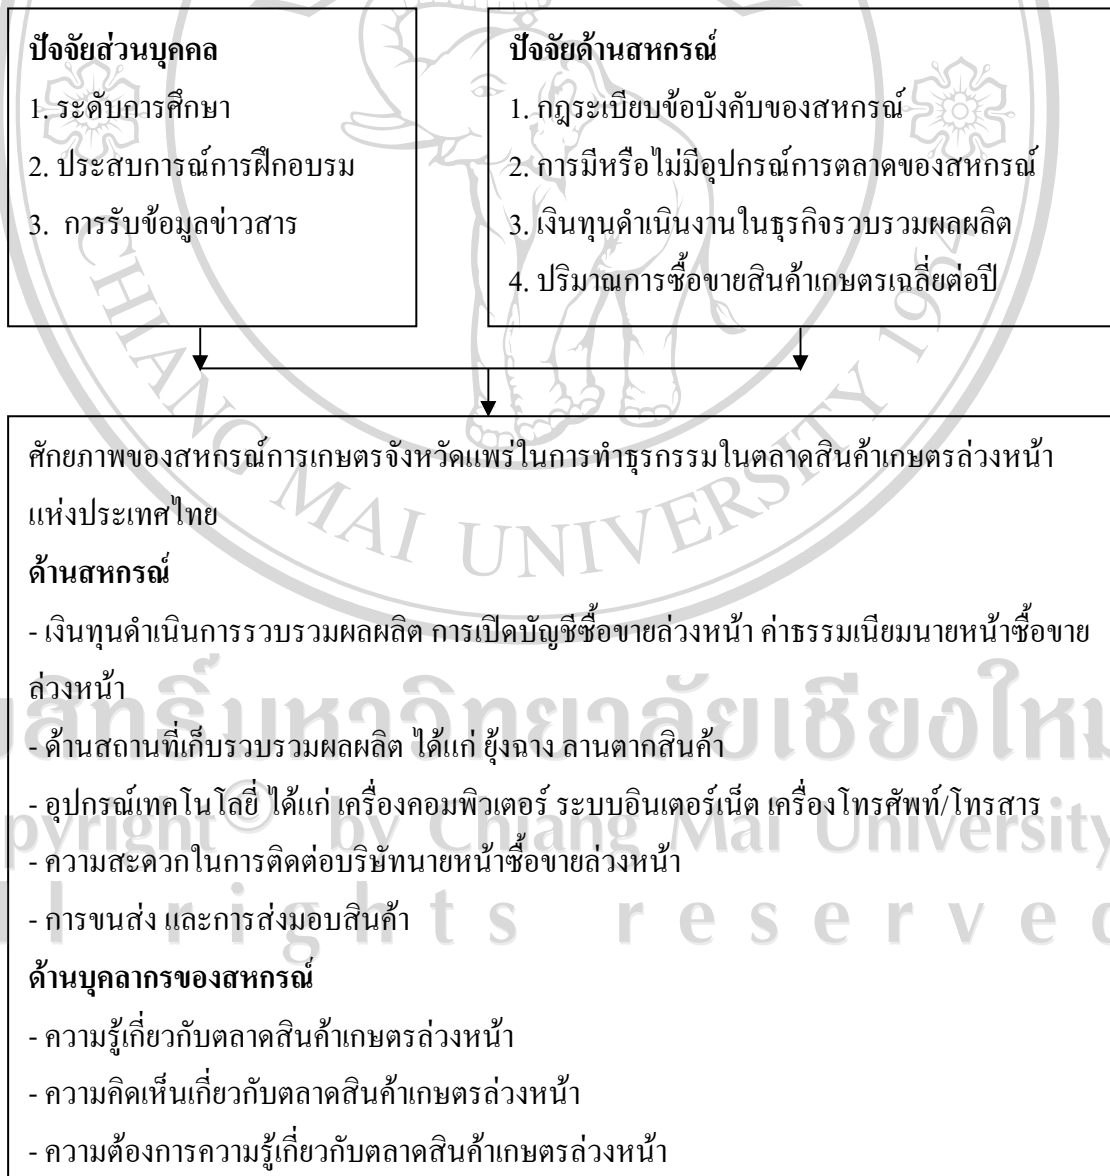 ปัจจัยส่วนบุคคล
1. ระดับการศึกษา
2. ประสบการณ์การฝึกอบรม
3. การรับข้อมูลข่าวสาร
ปัจจัยด้านสหกรณ์
1. กฎระเบียบข้อบังคับของสหกรณ์
2. การมีหรือไม่มีอุปกรณ์การตลาดของสหกรณ์
3. เงินทุนดำเนินงานในธุรกิจรวบรวมผลผลิต
4. ปริมาณการซื้อขายสินค้าเกษตรเฉลี่ยต่อปี
ศักยภาพของสหกรณ์การเกษตรจังหวัดแพร่ในการทำธุรกรรมในตลาดสินค้าเกษตรล่วงหน้า
แห่งประเทศไทย
ด้านสหกรณ์
- เงินทุนดำเนินการรวบรวมผลผลิต การเปิดบัญชีซื้อขายล่วงหน้า ค่าธรรมเนียมนายหน้าซื้อขาย
ล่วงหน้า
- ด้านสถานที่เก็บรวบรวมผลผลิต ได้แก่ ยุ้งฉาง ลานตากสินค้า
- อุปกรณ์เทคโนโลยี่ ได้แก่ เครื่องคอมพิวเตอร์ ระบบอินเตอร์เน็ต เครื่องโทรศัพท์/โทรสาร
- ความสะดวกในการติดต่อบริษัทนายหน้าซื้อขายล่วงหน้า
- การขนส่ง และการส่งมอบสินค้า
ด้านบุคลากรของสหกรณ์
- ความรู้เกี่ยวกับตลาดสินค้าเกษตรล่วงหน้า
- ความคิดเห็นเกี่ยวกับตลาดสินค้าเกษตรล่วงหน้า
- ความต้องการความรู้เกี่ยวกับตลาดสินค้าเกษตรล่วงหน้า
CHIANG MAI UNIVERSITY 1964
สิทธิ์มหาวิทยาลัยเชียงใหม
pyright © by Chiang Mai University
l l rights reserved